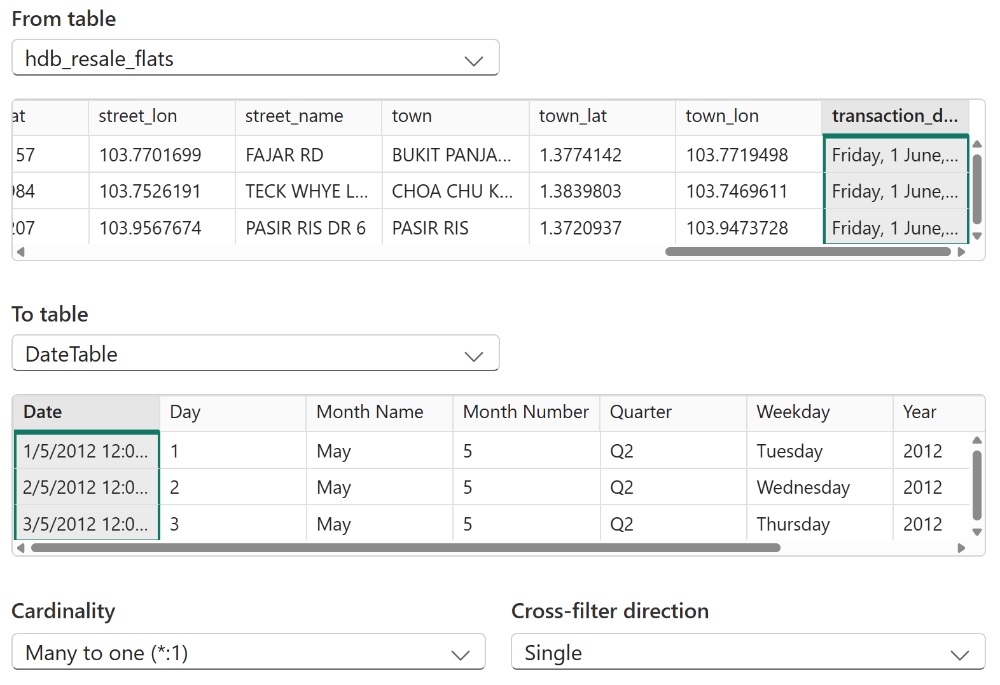 From table
hdb_resale_flats
at street_lon street_name town town_lat town_lon transaction_d...
57 103.7701699 FAJAR RD BUKIT PANJA... 1.3774142 103.7719498 Friday, 1 June,...
984 103.7526191 TECK WHYE L... CHOA CHU K... 1.3839803 103.7469611 Friday, 1 June,...
207 103.9567674 PASIR RIS DR 6 PASIR RIS 1.3720937 103.9473728 Friday, 1 June,...
To table
DateTable
Date Day Month Name Month Number Quarter Weekday Year
1/5/2012 12:0... 1 May 5 Q2 Tuesday 2012
2/5/2012 12:0... 2 May 5 Q2 Wednesday 2012
3/5/2012 12:0... 3 May 5 Q2 Thursday 2012
Cardinality Cross-filter direction
Many to one (*:1) Single